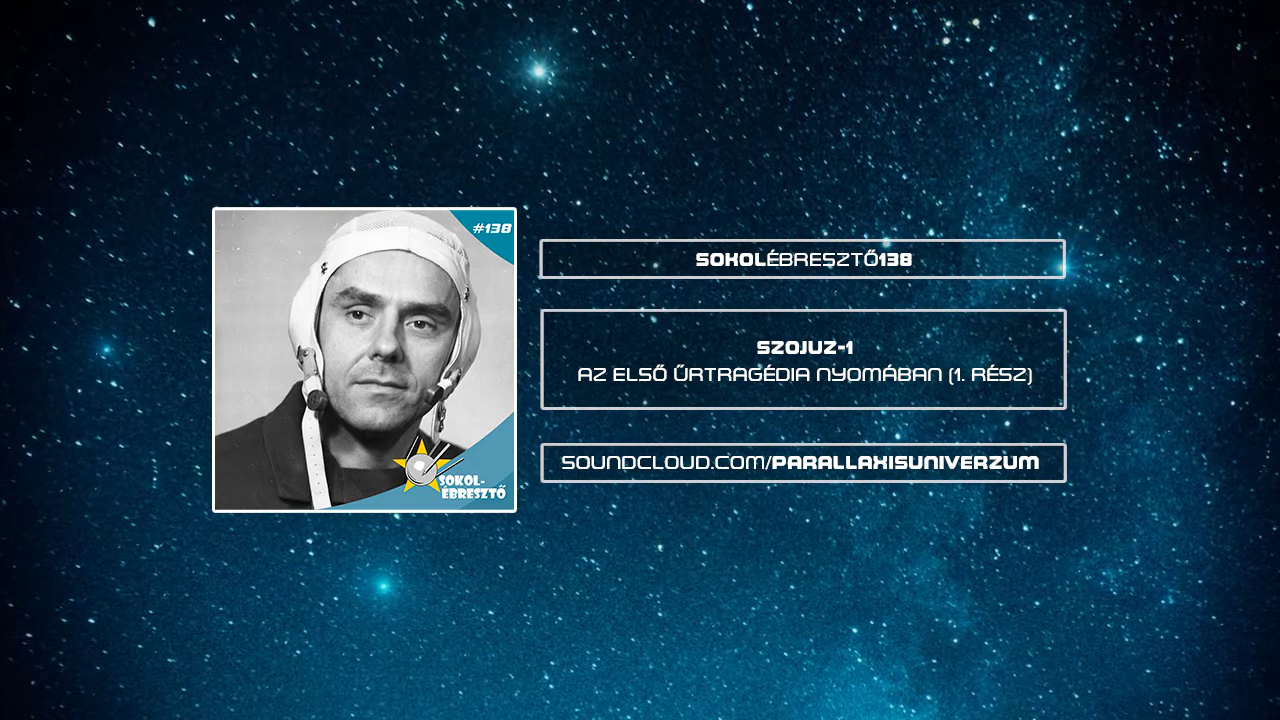 #138
SOKOL-
ÉBRESZTŐ
SOKOLÉBRESZTŐ138
SZOJUZ-1
AZ ELSŐ ŰRTRAGÉDIA NYOMÁBAN (1. RÉSZ)
SOUNDCLOUD.COM/PARALLAXISUNIVERZUM